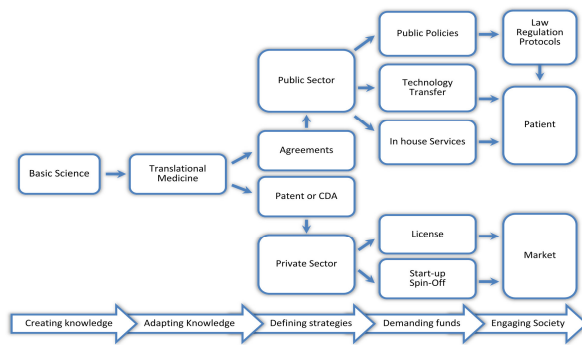 Public Policies
Law
Regulation
Protocols
Public Sector
Technology
Transfer
Patient
Agreements
In house Services
Basic Science
Translational
Medicine
Patent or CDA
License
Private Sector
Market
Start-up
Spin-Off
Creating knowledge
Adapting Knowledge
Defining strategies
Demanding funds
Engaging Society